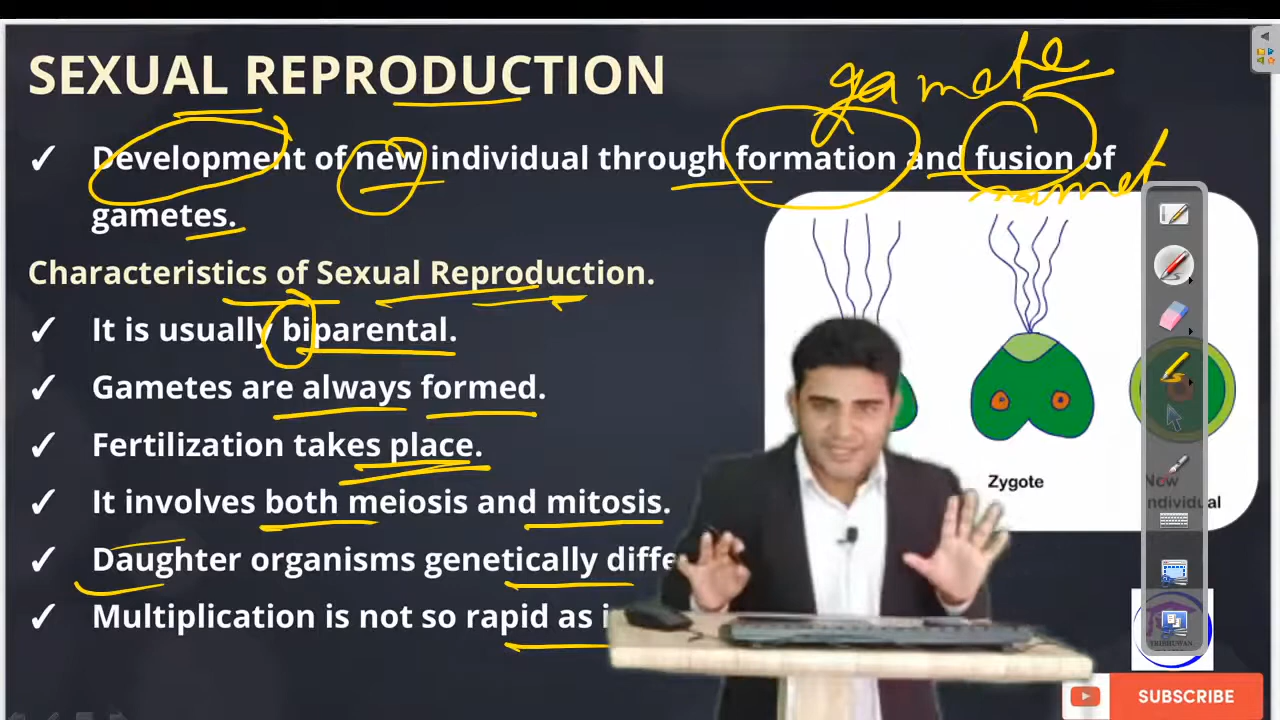 SEXUAL REPRODUCTION
gamete
✓ Development of new individual through formation and fusion of
gametes.
Characteristics of Sexual Reproduction.
✓ It is usually biparental.
✓ Gametes are always formed.
✓ Fertilization takes place.
Zygote
✓ It involves both meiosis and mitosis.
✓ Daughter organisms genetically diffe
✓ Multiplication is not so rapid as i
SUBSCRIBE